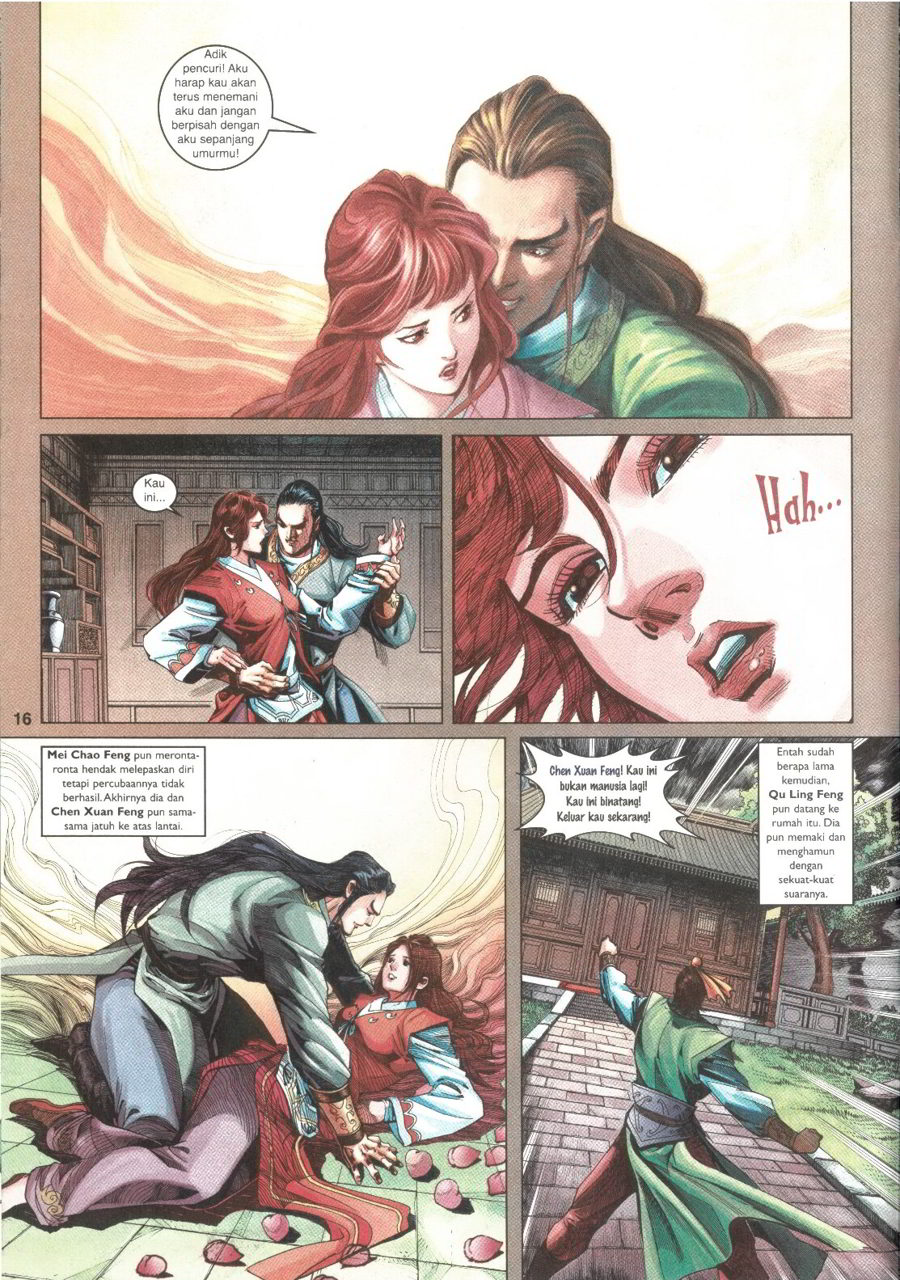 Adik
pencuri! Aku
harap kau akan
terus menemani
aku dan jangan
berpisah dengan
aku sepanjang
umurmu!
Kau
ini...
Hah...
16
Mei Chao Feng pun meronta-
ronta hendak melepaskan diri
tetapi percubaannya tidak
berhasil. Akhirnya dia dan
Chen Xuan Feng pun sama-
sama jatuh ke atas lantai.
Chen Xuan Feng! Kau ini
bukan manusia lagi!
Kau ini binatang!
Keluar kau sekarang!
Entah sudah
berapa lama
kemudian,
Qu Ling Feng
pun datang ke
rumah itu. Dia
pun memaki dan
menghamun
dengan
sekuat-kuat
suaranya.